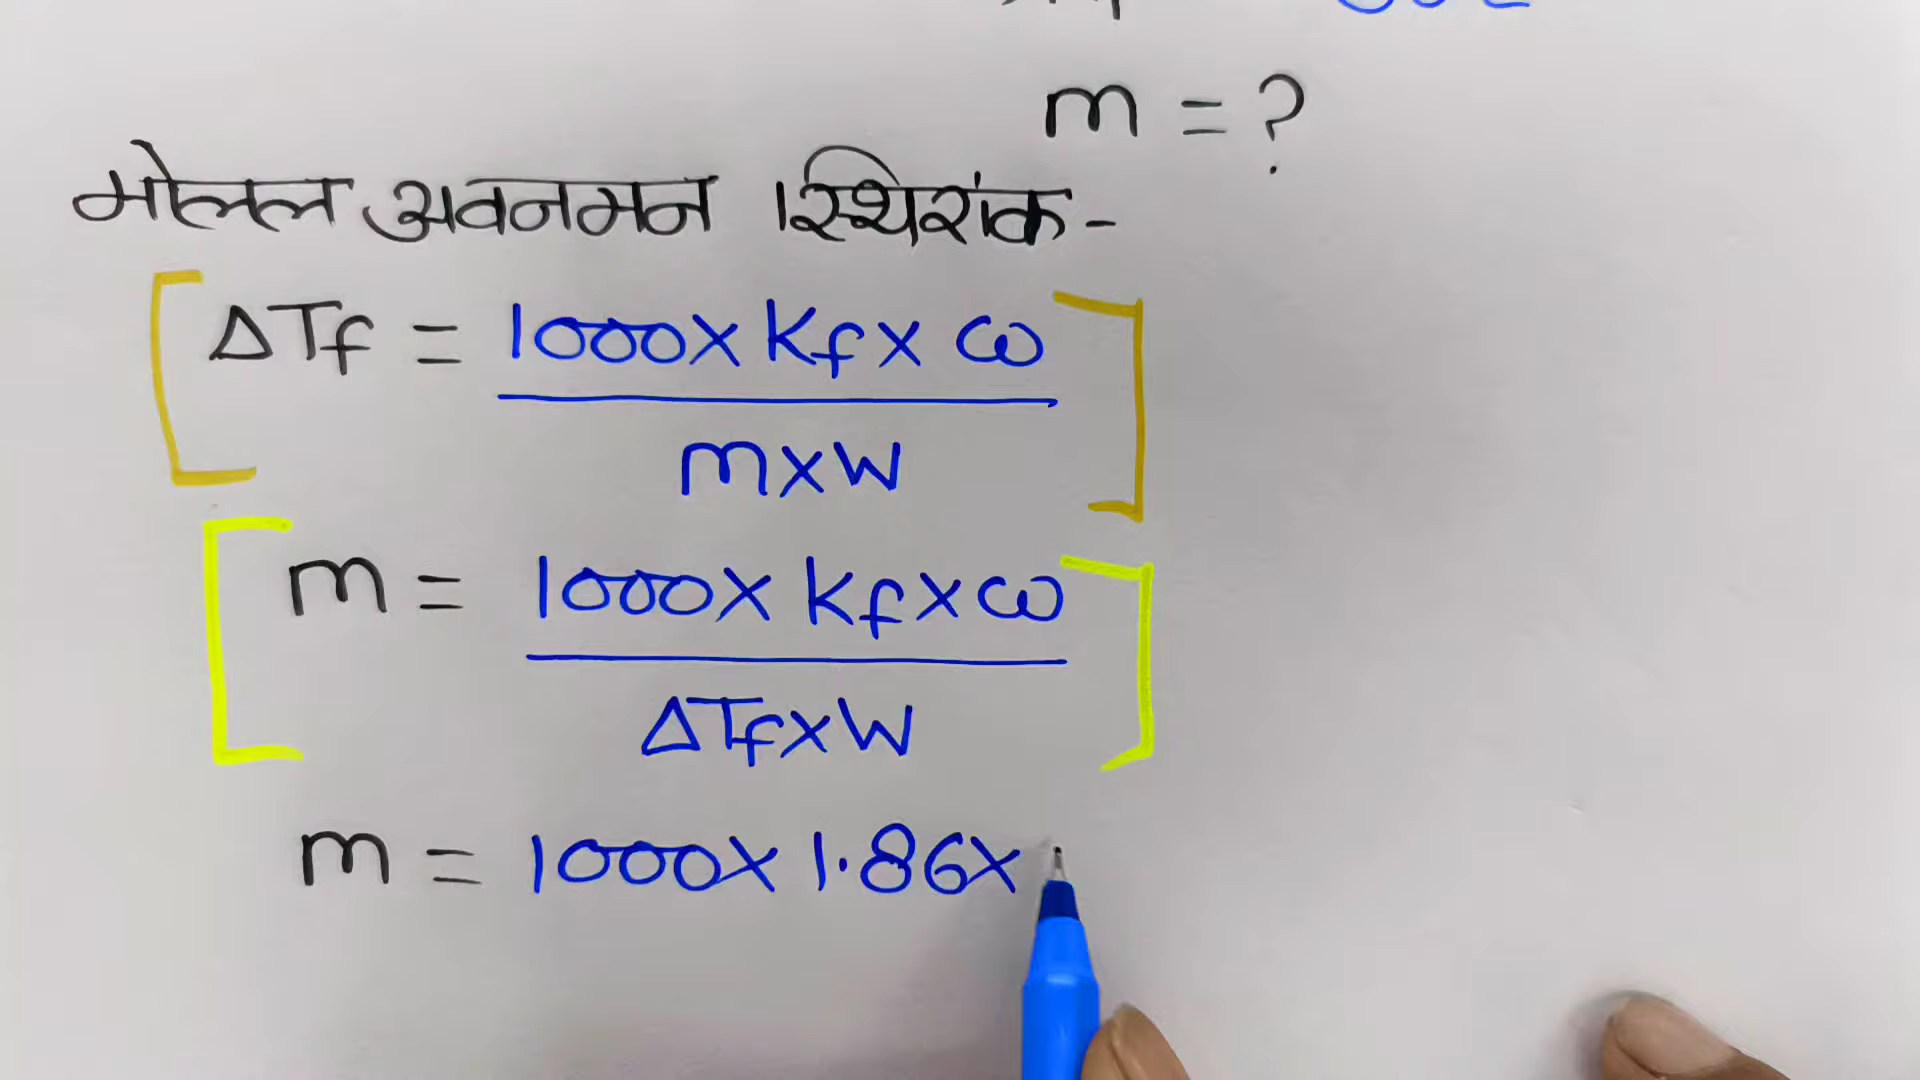 m = ?
मोलल अवनमन स्थिरांक -
ΔTf = 1000 x Kf x ω
m x W
m = 1000 x Kf x ω
ΔTf x W
m = 1000 x 1.86 x